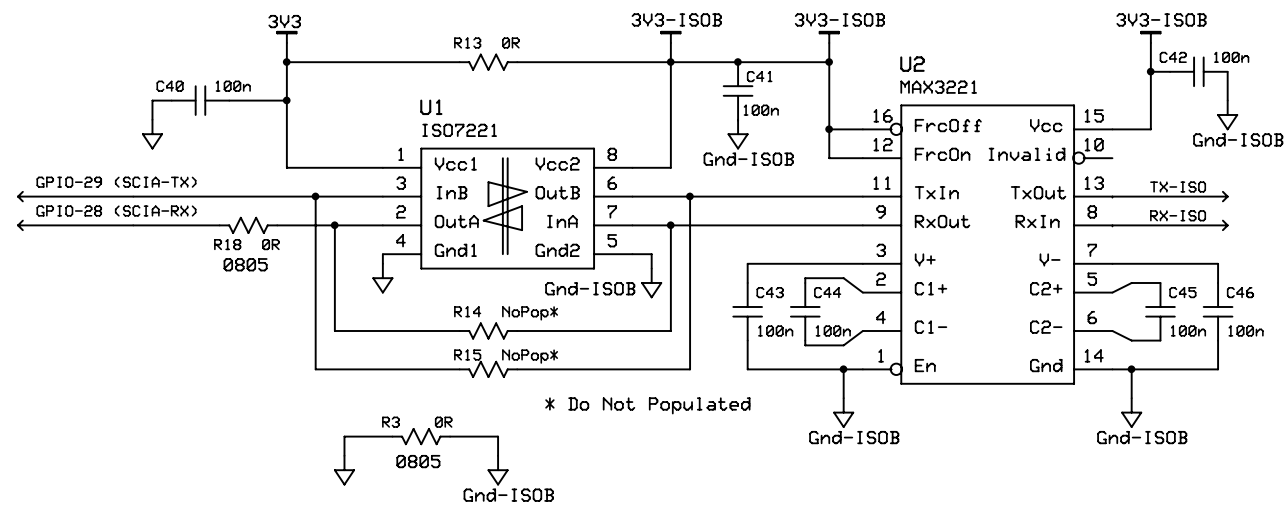 3V3
3V3-ISOB
3V3-ISOB
3V3-ISOB
R13 0R
C40 100n
C41
100n
Gnd-ISOB
C42 100n
Gnd-ISOB
U1
ISO7221
1 Vcc1 Vcc2 8
3 InB OutB 6
2 OutA InA 7
4 Gnd1 Gnd2 5
Gnd-ISOB
GPIO-29 (SCIA-TX)
GPIO-28 (SCIA-RX)
R18 0R
0805
R14 NoPop*
R15 NoPop*
* Do Not Populated
U2
MAX3221
16 FrcOff Vcc 15
12 FrcOn Invalid 10
11 TxIn TxOut 13
9 RxOut RxIn 8
3 V+ V- 7
2 C1+ C2+ 5
4 C1- C2- 6
1 En Gnd 14
TX-ISO
RX-ISO
C43
100n
C44
100n
C45
100n
C46
100n
Gnd-ISOB
Gnd-ISOB
R3 0R
0805
Gnd-ISOB